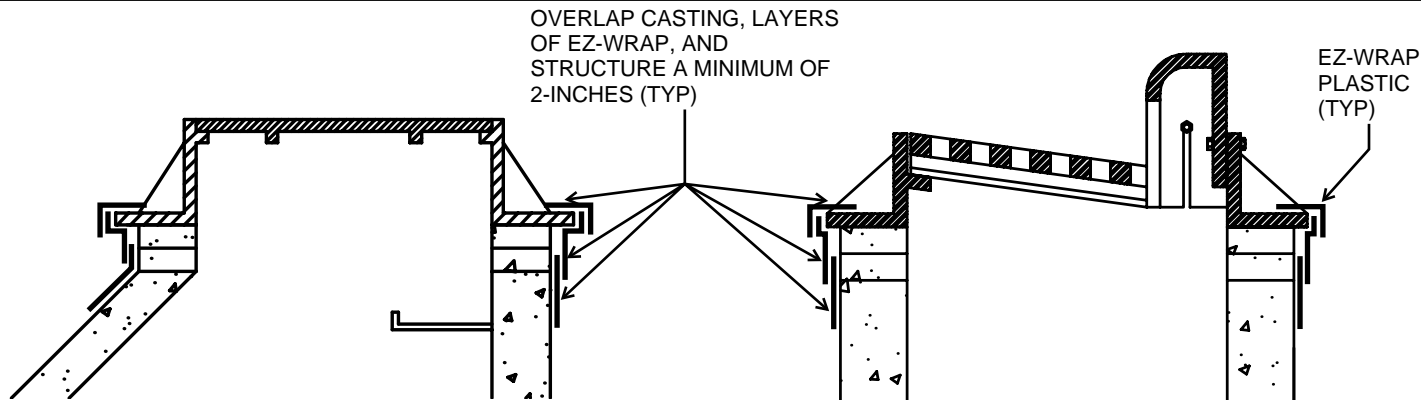 OVERLAP CASTING, LAYERS
OF EZ-WRAP, AND
STRUCTURE A MINIMUM OF
2-INCHES (TYP)
EZ-WRAP
PLASTIC
(TYP)